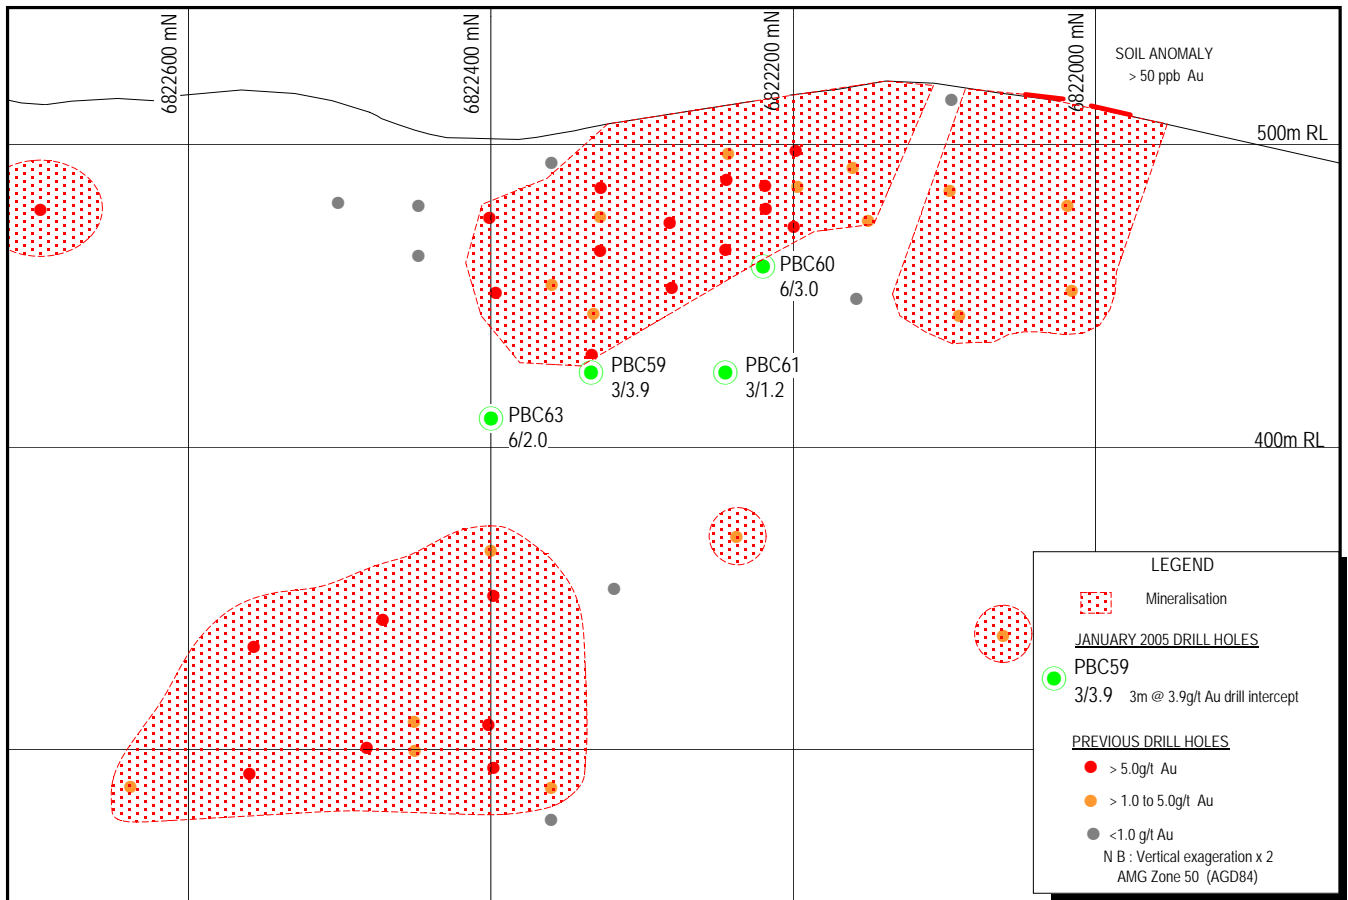 6822600 mN
6822400 mN
6822200 mN
6822000 mN
SOIL ANOMALY
> 50 ppb Au
500m RL
PBC60
6/3.0
PBC59
3/3.9
PBC61
3/1.2
PBC63
6/2.0
400m RL
LEGEND
Mineralisation
JANUARY 2005 DRILL HOLES
PBC59
3/3.9 3m @ 3.9g/t Au drill intercept
PREVIOUS DRILL HOLES
> 5.0g/t Au
> 1.0 to 5.0g/t Au
<1.0 g/t Au
N B : Vertical exageration x 2
AMG Zone 50 (AGD84)